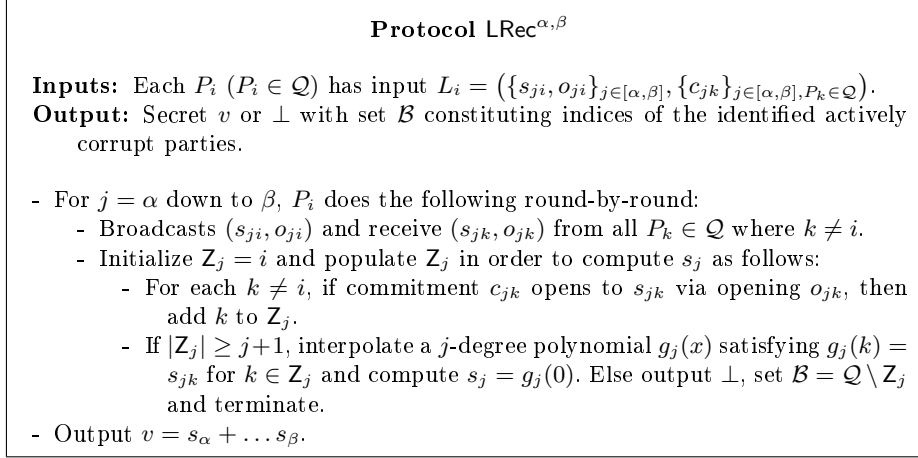 Protocol LRec^{α,β}
Inputs: Each P_i (P_i ∈ 𝒬) has input L_i = ({s_{ji}, o_{ji}}_{j∈[α,β]}, {c_{jk}}_{j∈[α,β],P_k∈𝒬}).
Output: Secret v or ⊥ with set ℬ constituting indices of the identified actively
corrupt parties.
- For j = α down to β, P_i does the following round-by-round:
- Broadcasts (s_{ji}, o_{ji}) and receive (s_{jk}, o_{jk}) from all P_k ∈ 𝒬 where k ≠ i.
- Initialize Z_j = i and populate Z_j in order to compute s_j as follows:
- For each k ≠ i, if commitment c_{jk} opens to s_{jk} via opening o_{jk}, then
add k to Z_j.
- If |Z_j| ≥ j+1, interpolate a j-degree polynomial g_j(x) satisfying g_j(k) =
s_{jk} for k ∈ Z_j and compute s_j = g_j(0). Else output ⊥, set ℬ = 𝒬 \ Z_j
and terminate.
- Output v = s_α + … s_β.